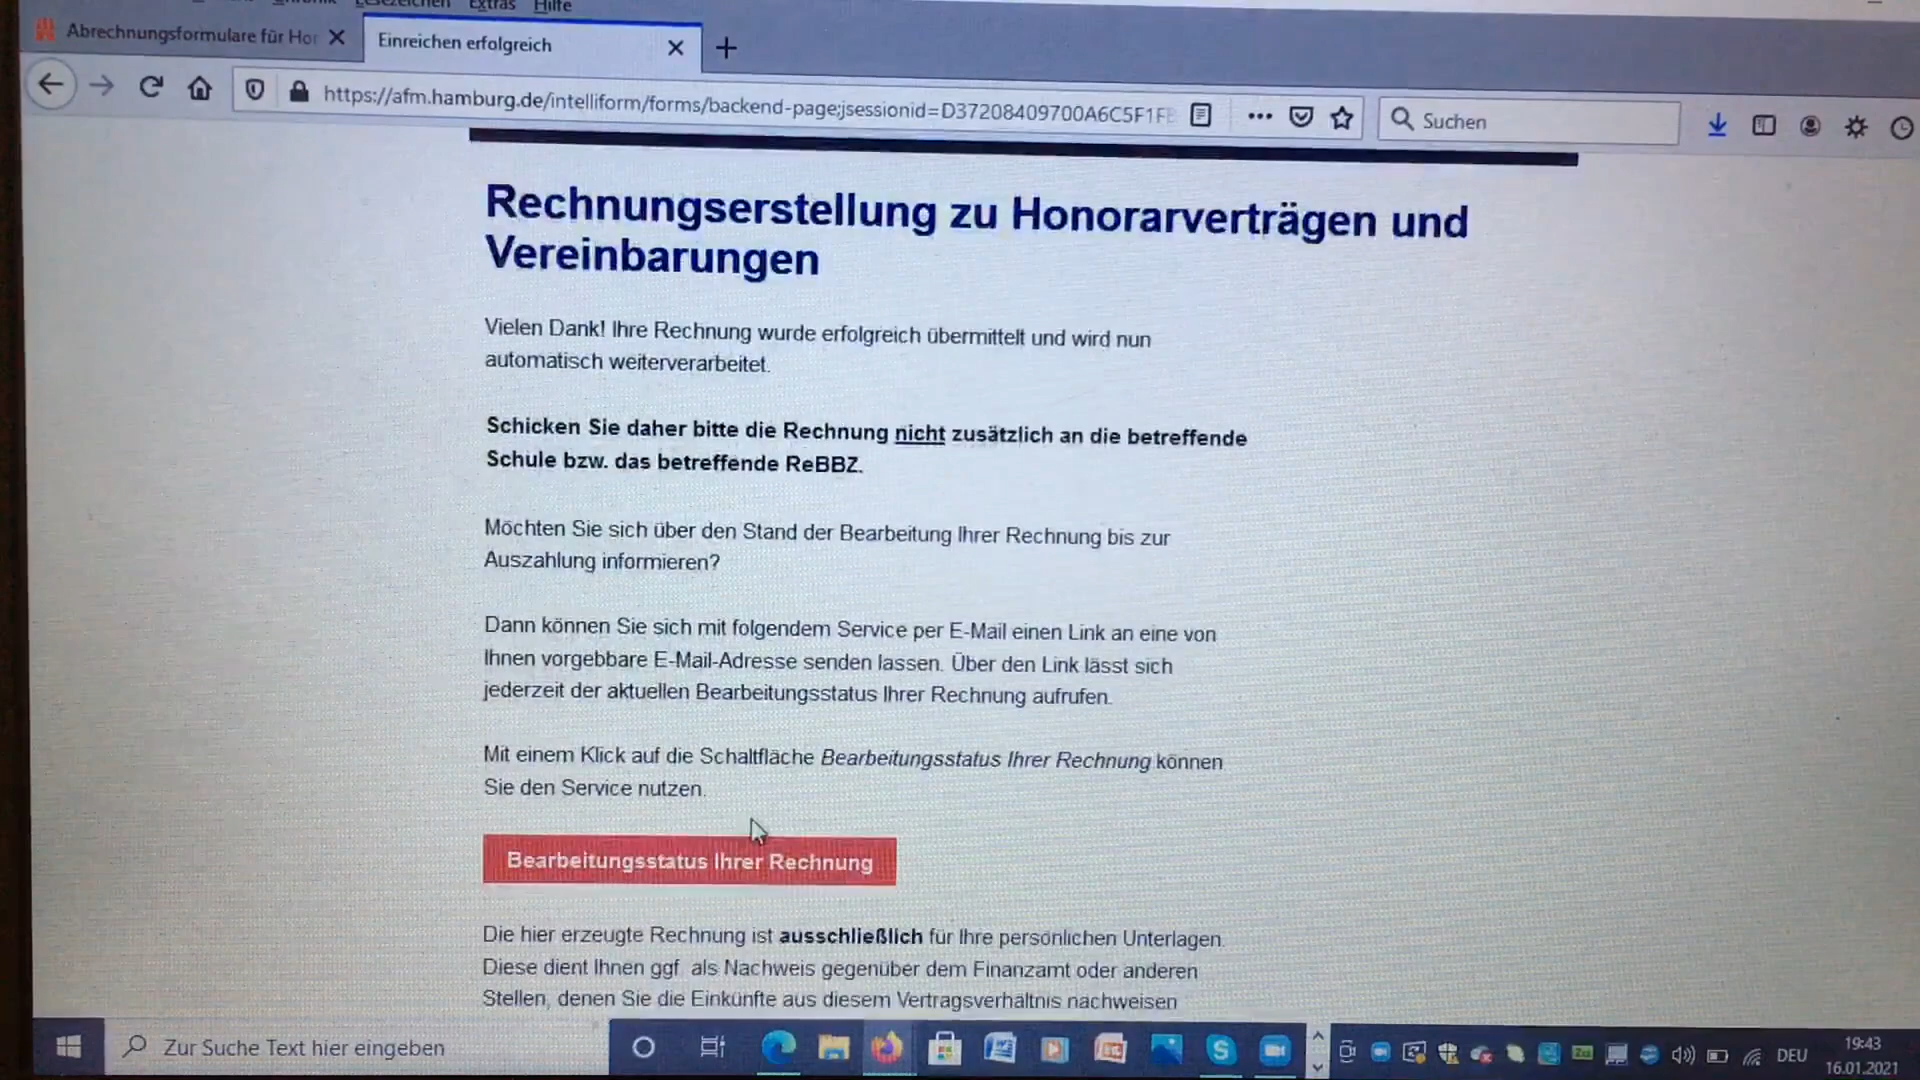 Lesezeichen Extras Hilfe
Abrechnungsformulare für Hor
Einreichen erfolgreich
https://afm.hamburg.de/intelliform/forms/backend-page;jsessionid=D37208409700A6C5F1FE
Suchen
Rechnungserstellung zu Honorarverträgen und
Vereinbarungen
Vielen Dank! Ihre Rechnung wurde erfolgreich übermittelt und wird nun
automatisch weiterverarbeitet.
Schicken Sie daher bitte die Rechnung nicht zusätzlich an die betreffende
Schule bzw. das betreffende ReBBZ.
Möchten Sie sich über den Stand der Bearbeitung Ihrer Rechnung bis zur
Auszahlung informieren?
Dann können Sie sich mit folgendem Service per E-Mail einen Link an eine von
Ihnen vorgebbare E-Mail-Adresse senden lassen. Über den Link lässt sich
jederzeit der aktuellen Bearbeitungsstatus Ihrer Rechnung aufrufen.
Mit einem Klick auf die Schaltfläche Bearbeitungsstatus Ihrer Rechnung können
Sie den Service nutzen.
Bearbeitungsstatus Ihrer Rechnung
Die hier erzeugte Rechnung ist ausschließlich für Ihre persönlichen Unterlagen.
Diese dient Ihnen ggf. als Nachweis gegenüber dem Finanzamt oder anderen
Stellen, denen Sie die Einkünfte aus diesem Vertragsverhältnis nachweisen
Zur Suche Text hier eingeben
DEU
19:43
16.01.2021